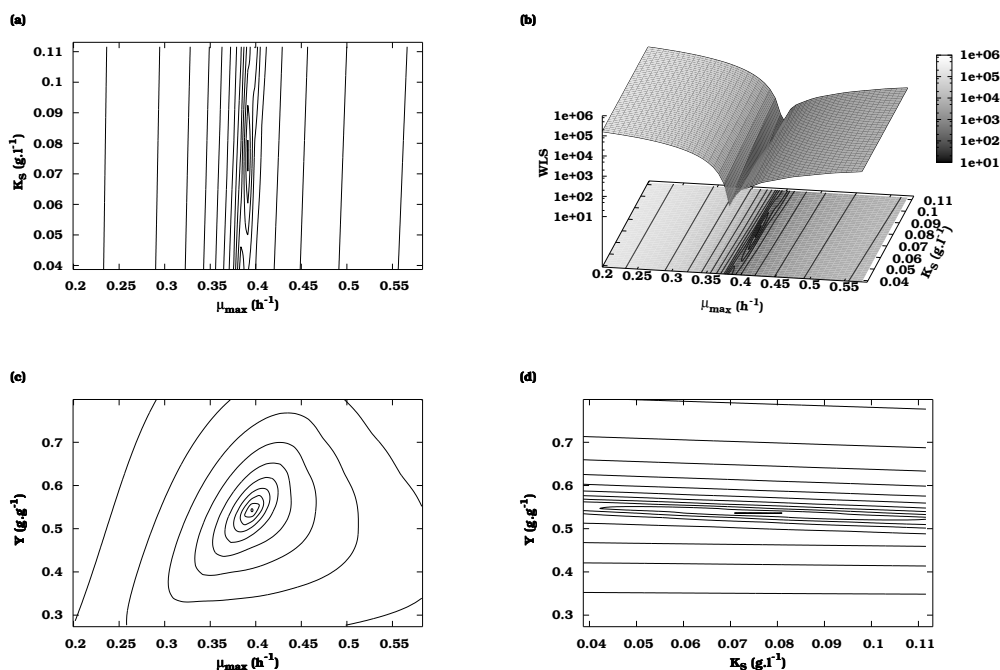 (a)
0.11
0.1
0.09
0.08
0.07
0.06
0.05
0.04
K_S (g.l^-1)
0.2 0.25 0.3 0.35 0.4 0.45 0.5 0.55
μ_max (h^-1)
(b)
1e+06
1e+05
1e+04
1e+03
1e+02
1e+01
WLS
1e+06
1e+05
1e+04
1e+03
1e+02
1e+01
0.2 0.25 0.3 0.35 0.4 0.45 0.5 0.55
μ_max (h^-1)
0.11
0.1
0.09
0.08
0.07
0.06
0.05
0.04
K_S (g.l^-1)
(c)
0.7
0.6
0.5
0.4
0.3
Y (g.g^-1)
0.2 0.25 0.3 0.35 0.4 0.45 0.5 0.55
μ_max (h^-1)
(d)
0.7
0.6
0.5
0.4
0.3
Y (g.g^-1)
0.04 0.05 0.06 0.07 0.08 0.09 0.1 0.11
K_S (g.l^-1)